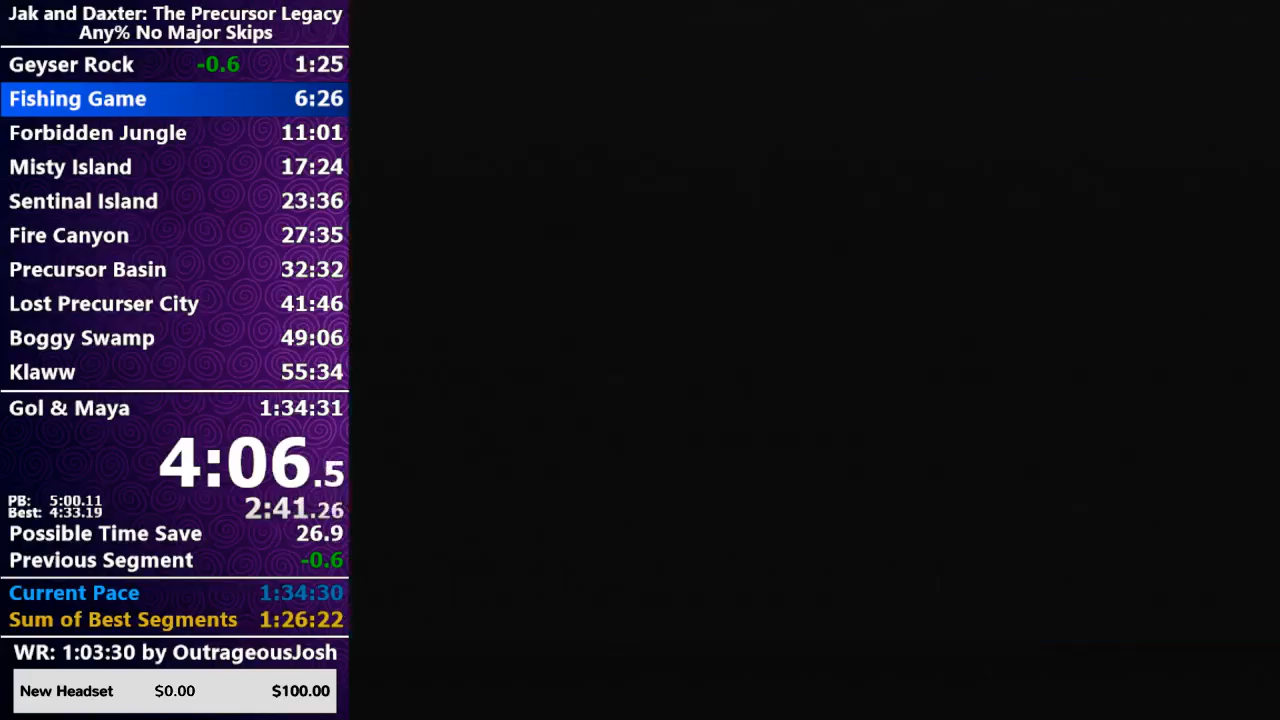 Jak and Daxter: The Precursor Legacy
Any% No Major Skips
Geyser Rock -0.6 1:25
Fishing Game 6:26
Forbidden Jungle 11:01
Misty Island 17:24
Sentinal Island 23:36
Fire Canyon 27:35
Precursor Basin 32:32
Lost Precurser City 41:46
Boggy Swamp 49:06
Klaww 55:34
Gol & Maya 1:34:31
4:06.5
PB: 5:00.11
Best: 4:33.19 2:41.26
Possible Time Save 26.9
Previous Segment -0.6
Current Pace 1:34:30
Sum of Best Segments 1:26:22
WR: 1:03:30 by OutrageousJosh
New Headset $0.00 $100.00